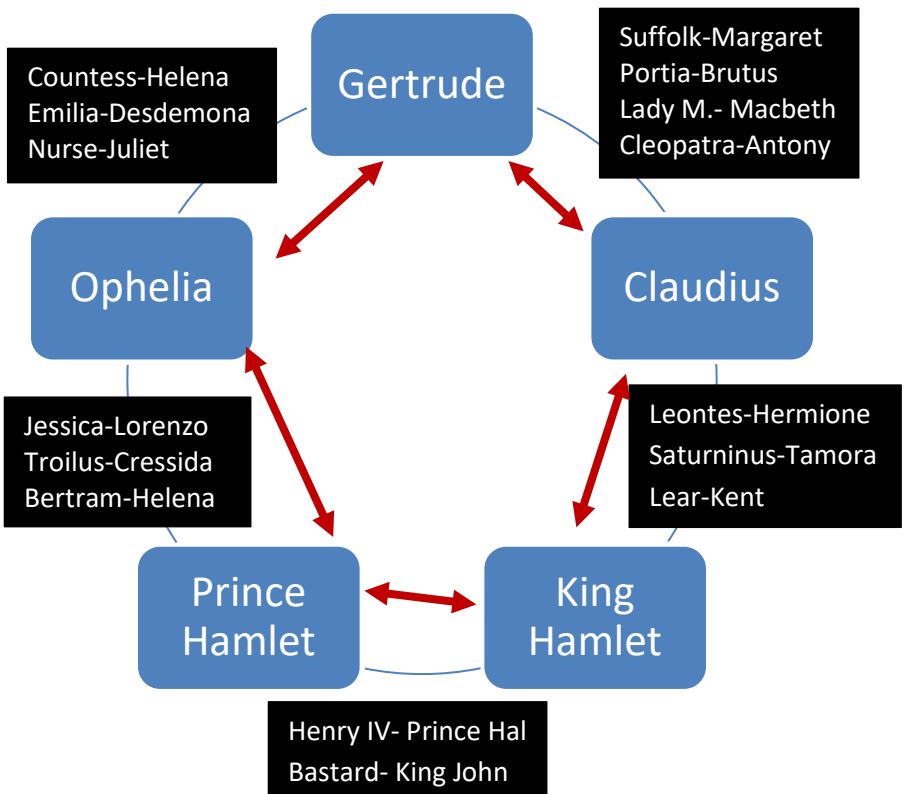 Gertrude
Suffolk-Margaret
Portia-Brutus
Lady M.- Macbeth
Cleopatra-Antony
Countess-Helena
Emilia-Desdemona
Nurse-Juliet
Ophelia
Claudius
Jessica-Lorenzo
Troilus-Cressida
Bertram-Helena
Leontes-Hermione
Saturninus-Tamora
Lear-Kent
Prince
Hamlet
King
Hamlet
Henry IV- Prince Hal
Bastard- King John